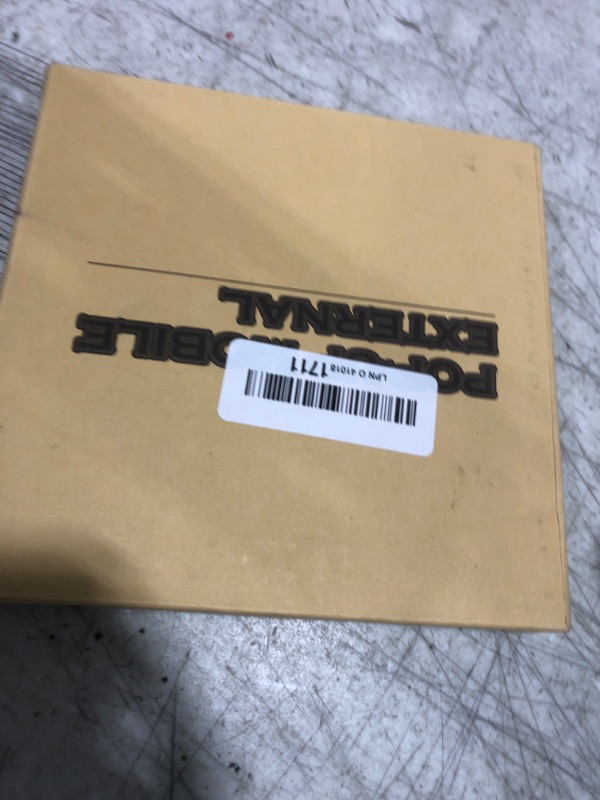 LPN O 41018 1711
MOBILE
EXTERNAL